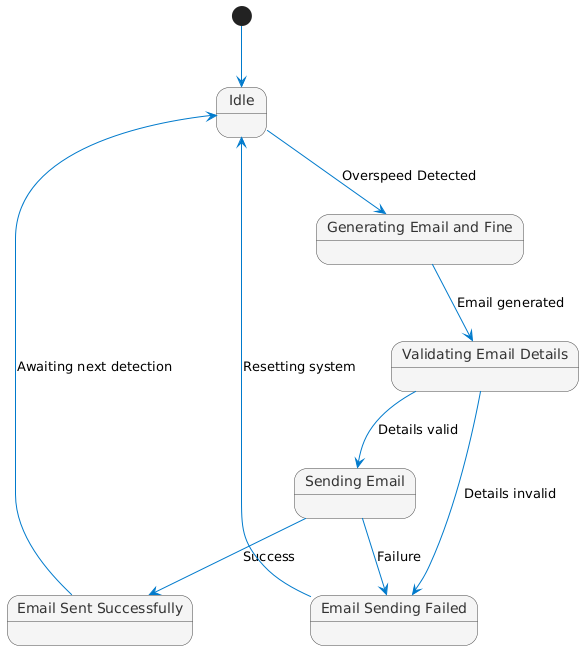 Idle
Overspeed Detected
Generating Email and Fine
Email generated
Validating Email Details
Awaiting next detection
Resetting system
Details valid
Sending Email
Details invalid
Success
Failure
Email Sent Successfully
Email Sending Failed